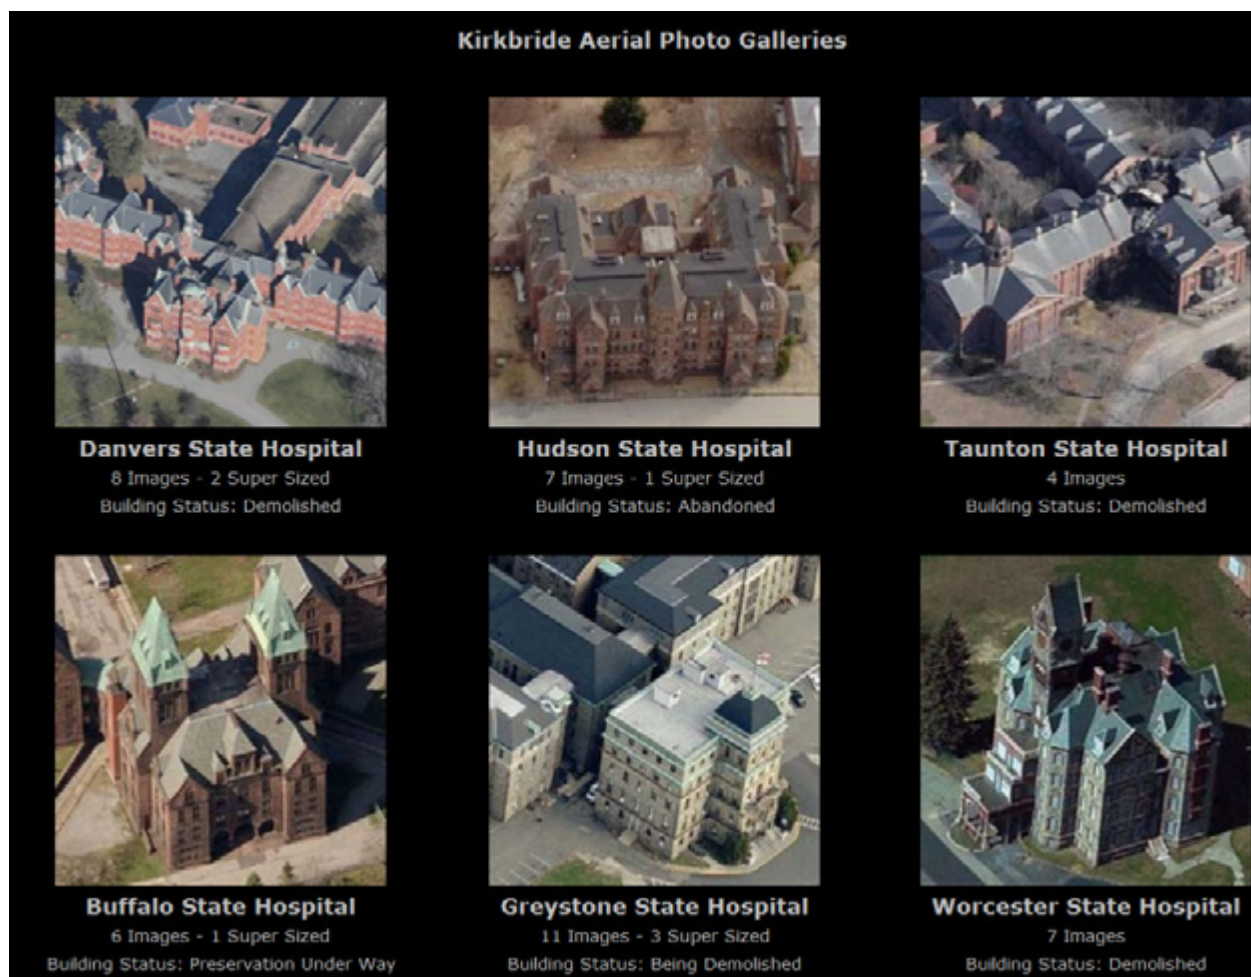 Kirkbride Aerial Photo Galleries
Danvers State Hospital
8 Images - 2 Super Sized
Building Status: Demolished
Hudson State Hospital
7 Images - 1 Super Sized
Building Status: Abandoned
Taunton State Hospital
4 Images
Building Status: Demolished
Buffalo State Hospital
6 Images - 1 Super Sized
Building Status: Preservation Under Way
Greystone State Hospital
11 Images - 3 Super Sized
Building Status: Being Demolished
Worcester State Hospital
7 Images
Building Status: Demolished